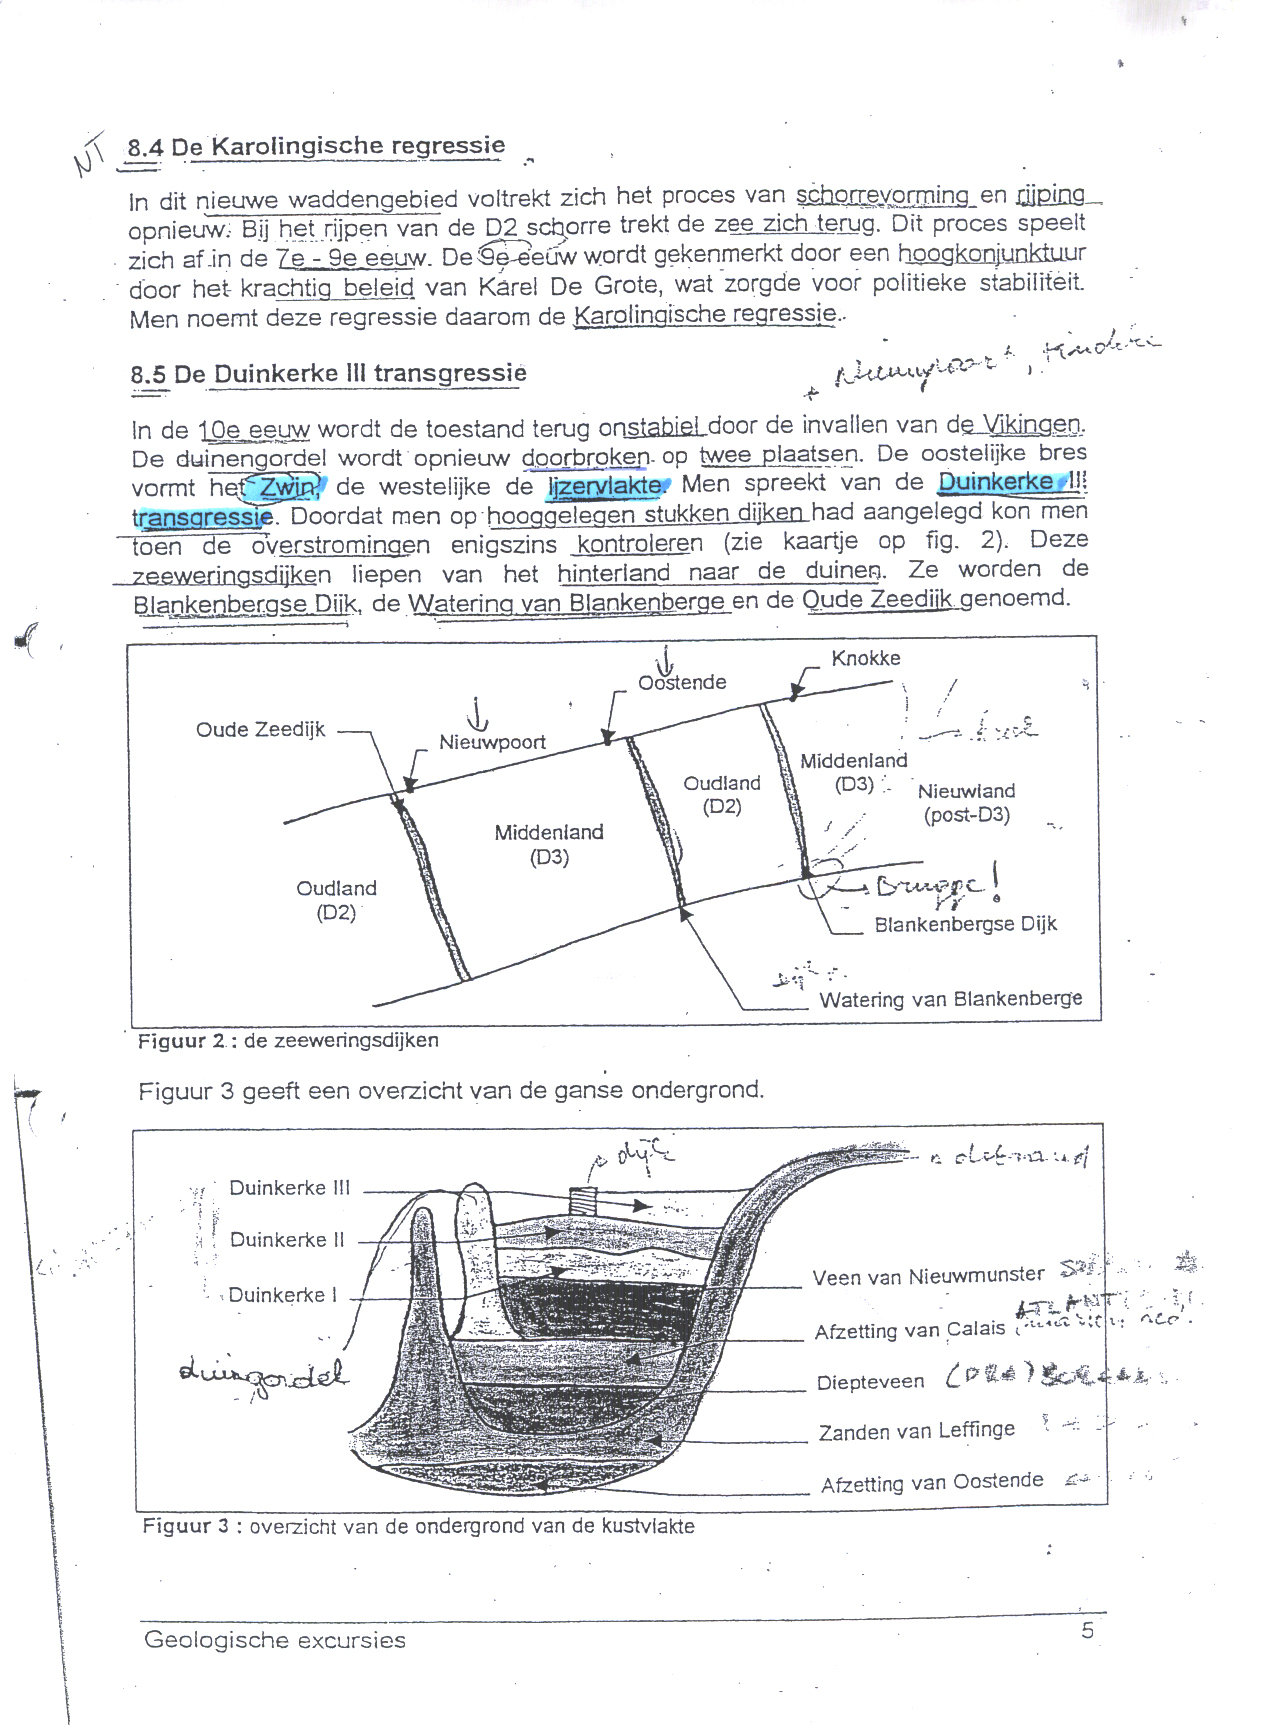 NT
8.4 De Karolingische regressie
In dit nieuwe waddengebied voltrekt zich het proces van schorrevorming en rijping
opnieuw. Bij het rijpen van de D2 schorre trekt de zee zich terug. Dit proces speelt
zich af in de 7e - 9e eeuw. De 9e eeuw wordt gekenmerkt door een hoogkonjunktuur
door het krachtig beleid van Karel De Grote, wat zorgde voor politieke stabiliteit.
Men noemt deze regressie daarom de Karolingische regressie.
8.5 De Duinkerke III transgressie
+ Nieuwpoort,
In de 10e eeuw wordt de toestand terug onstabiel door de invallen van de Vikingen.
De duinengordel wordt opnieuw doorbroken op twee plaatsen. De oostelijke bres
vormt het Zwin, de westelijke de Ijzervlakte. Men spreekt van de Duinkerke III
transgressie. Doordat men op hooggelegen stukken dijken had aangelegd kon men
toen de overstromingen enigszins kontroleren (zie kaartje op fig. 2). Deze
zeeweringsdijken liepen van het hinterland naar de duinen. Ze worden de
Blankenbergse Dijk, de Watering van Blankenberge en de Oude Zeedijk genoemd.
Knokke
Oostende
Oude Zeedijk
Nieuwpoort
Middenland
(D3)
Oudland
(D2)
Nieuwland
(post-D3)
Middenland
(D3)
Oudland
(D2)
Brugge!
Blankenbergse Dijk
Watering van Blankenberge
Figuur 2 : de zeeweringsdijken
Figuur 3 geeft een overzicht van de ganse ondergrond.
dijk
Duinkerke III
Duinkerke II
Duinkerke I
duingordel
Veen van Nieuwmunster
Afzetting van Calais
Diepteveen
Zanden van Leffinge
Afzetting van Oostende
Figuur 3 : overzicht van de ondergrond van de kustvlakte
Geologische excursies
5